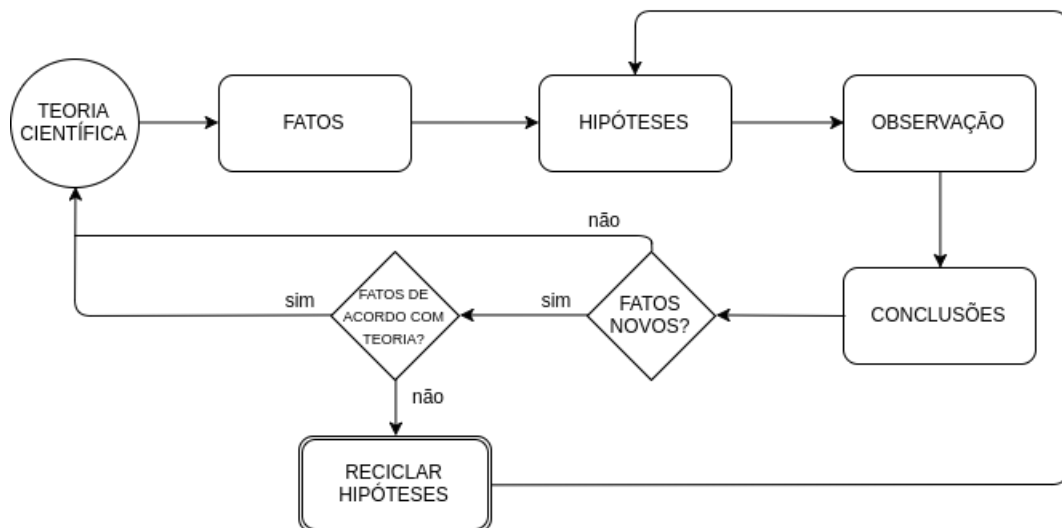 TEORIA
CIENTÍFICA
FATOS
HIPÓTESES
OBSERVAÇÃO
não
FATOS DE
ACORDO COM
TEORIA?
sim
sim
FATOS
NOVOS?
CONCLUSÕES
não
RECICLAR
HIPÓTESES